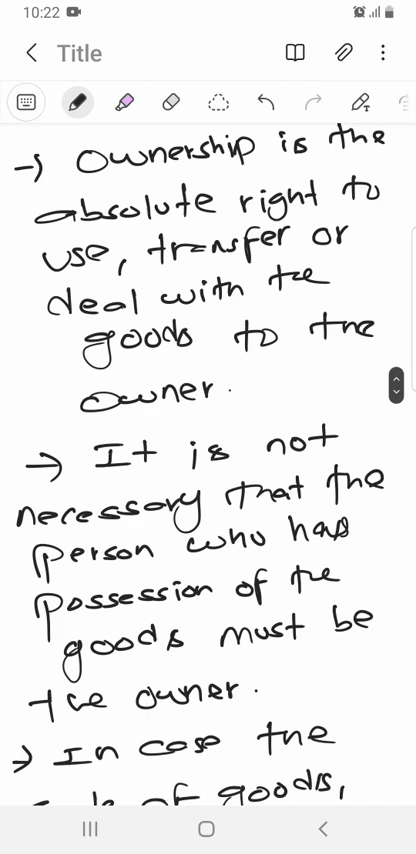 10:22
Title
→ Ownership is the
absolute right to
use, transfer or
deal with the
goods to the
owner.
→ It is not
necessary that the
person who has
possession of the
goods must be
the owner.
→ In case the
of goods,